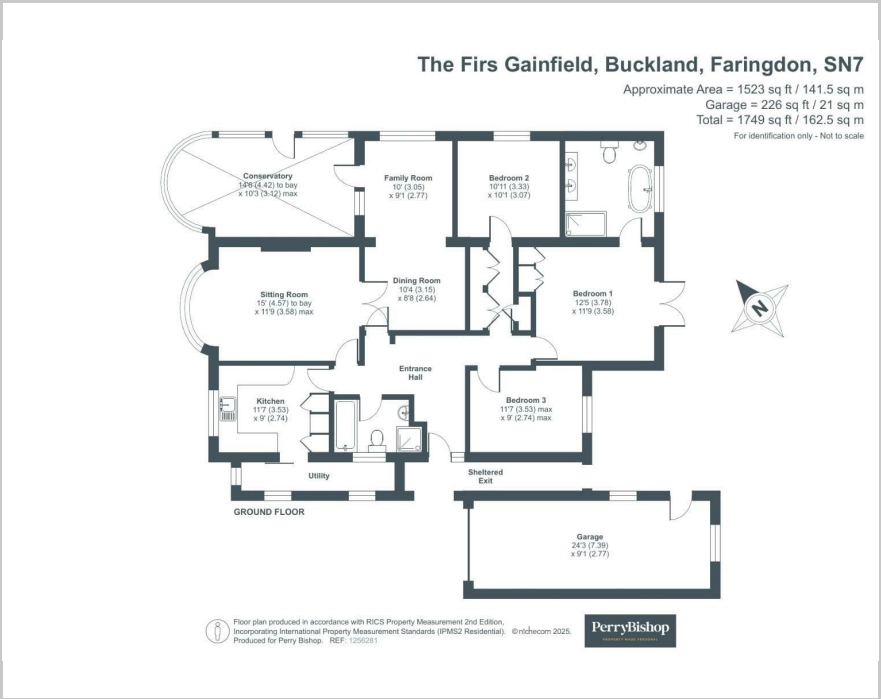 The Firs Gainfield, Buckland, Faringdon, SN7
Approximate Area = 1523 sq ft / 141.5 sq m
Garage = 226 sq ft / 21 sq m
Total = 1749 sq ft / 162.5 sq m
For identification only - Not to scale
Conservatory
14'6 (4.42) to bay
x 10'3 (3.12) max
Family Room
10' (3.05)
x 9'1 (2.77)
Bedroom 2
10'11 (3.33)
x 10'1 (3.07)
Sitting Room
15' (4.57) to bay
x 11'9 (3.58) max
Dining Room
10'4 (3.15)
x 8'8 (2.64)
Bedroom 1
12'5 (3.78)
x 11'9 (3.58)
N
Entrance
Hall
Kitchen
11'7 (3.53)
x 9' (2.74)
Bedroom 3
11'7 (3.53) max
x 9' (2.74) max
Utility
Sheltered
Exit
GROUND FLOOR
Garage
24'3 (7.39)
x 9'1 (2.77)
Floor plan produced in accordance with RICS Property Measurement 2nd Edition,
Incorporating International Property Measurement Standards (IPMS2 Residential). ©nichecom 2025.
Produced for Perry Bishop. REF: 1256281
PerryBishop
PROPERTY MADE PERSONAL